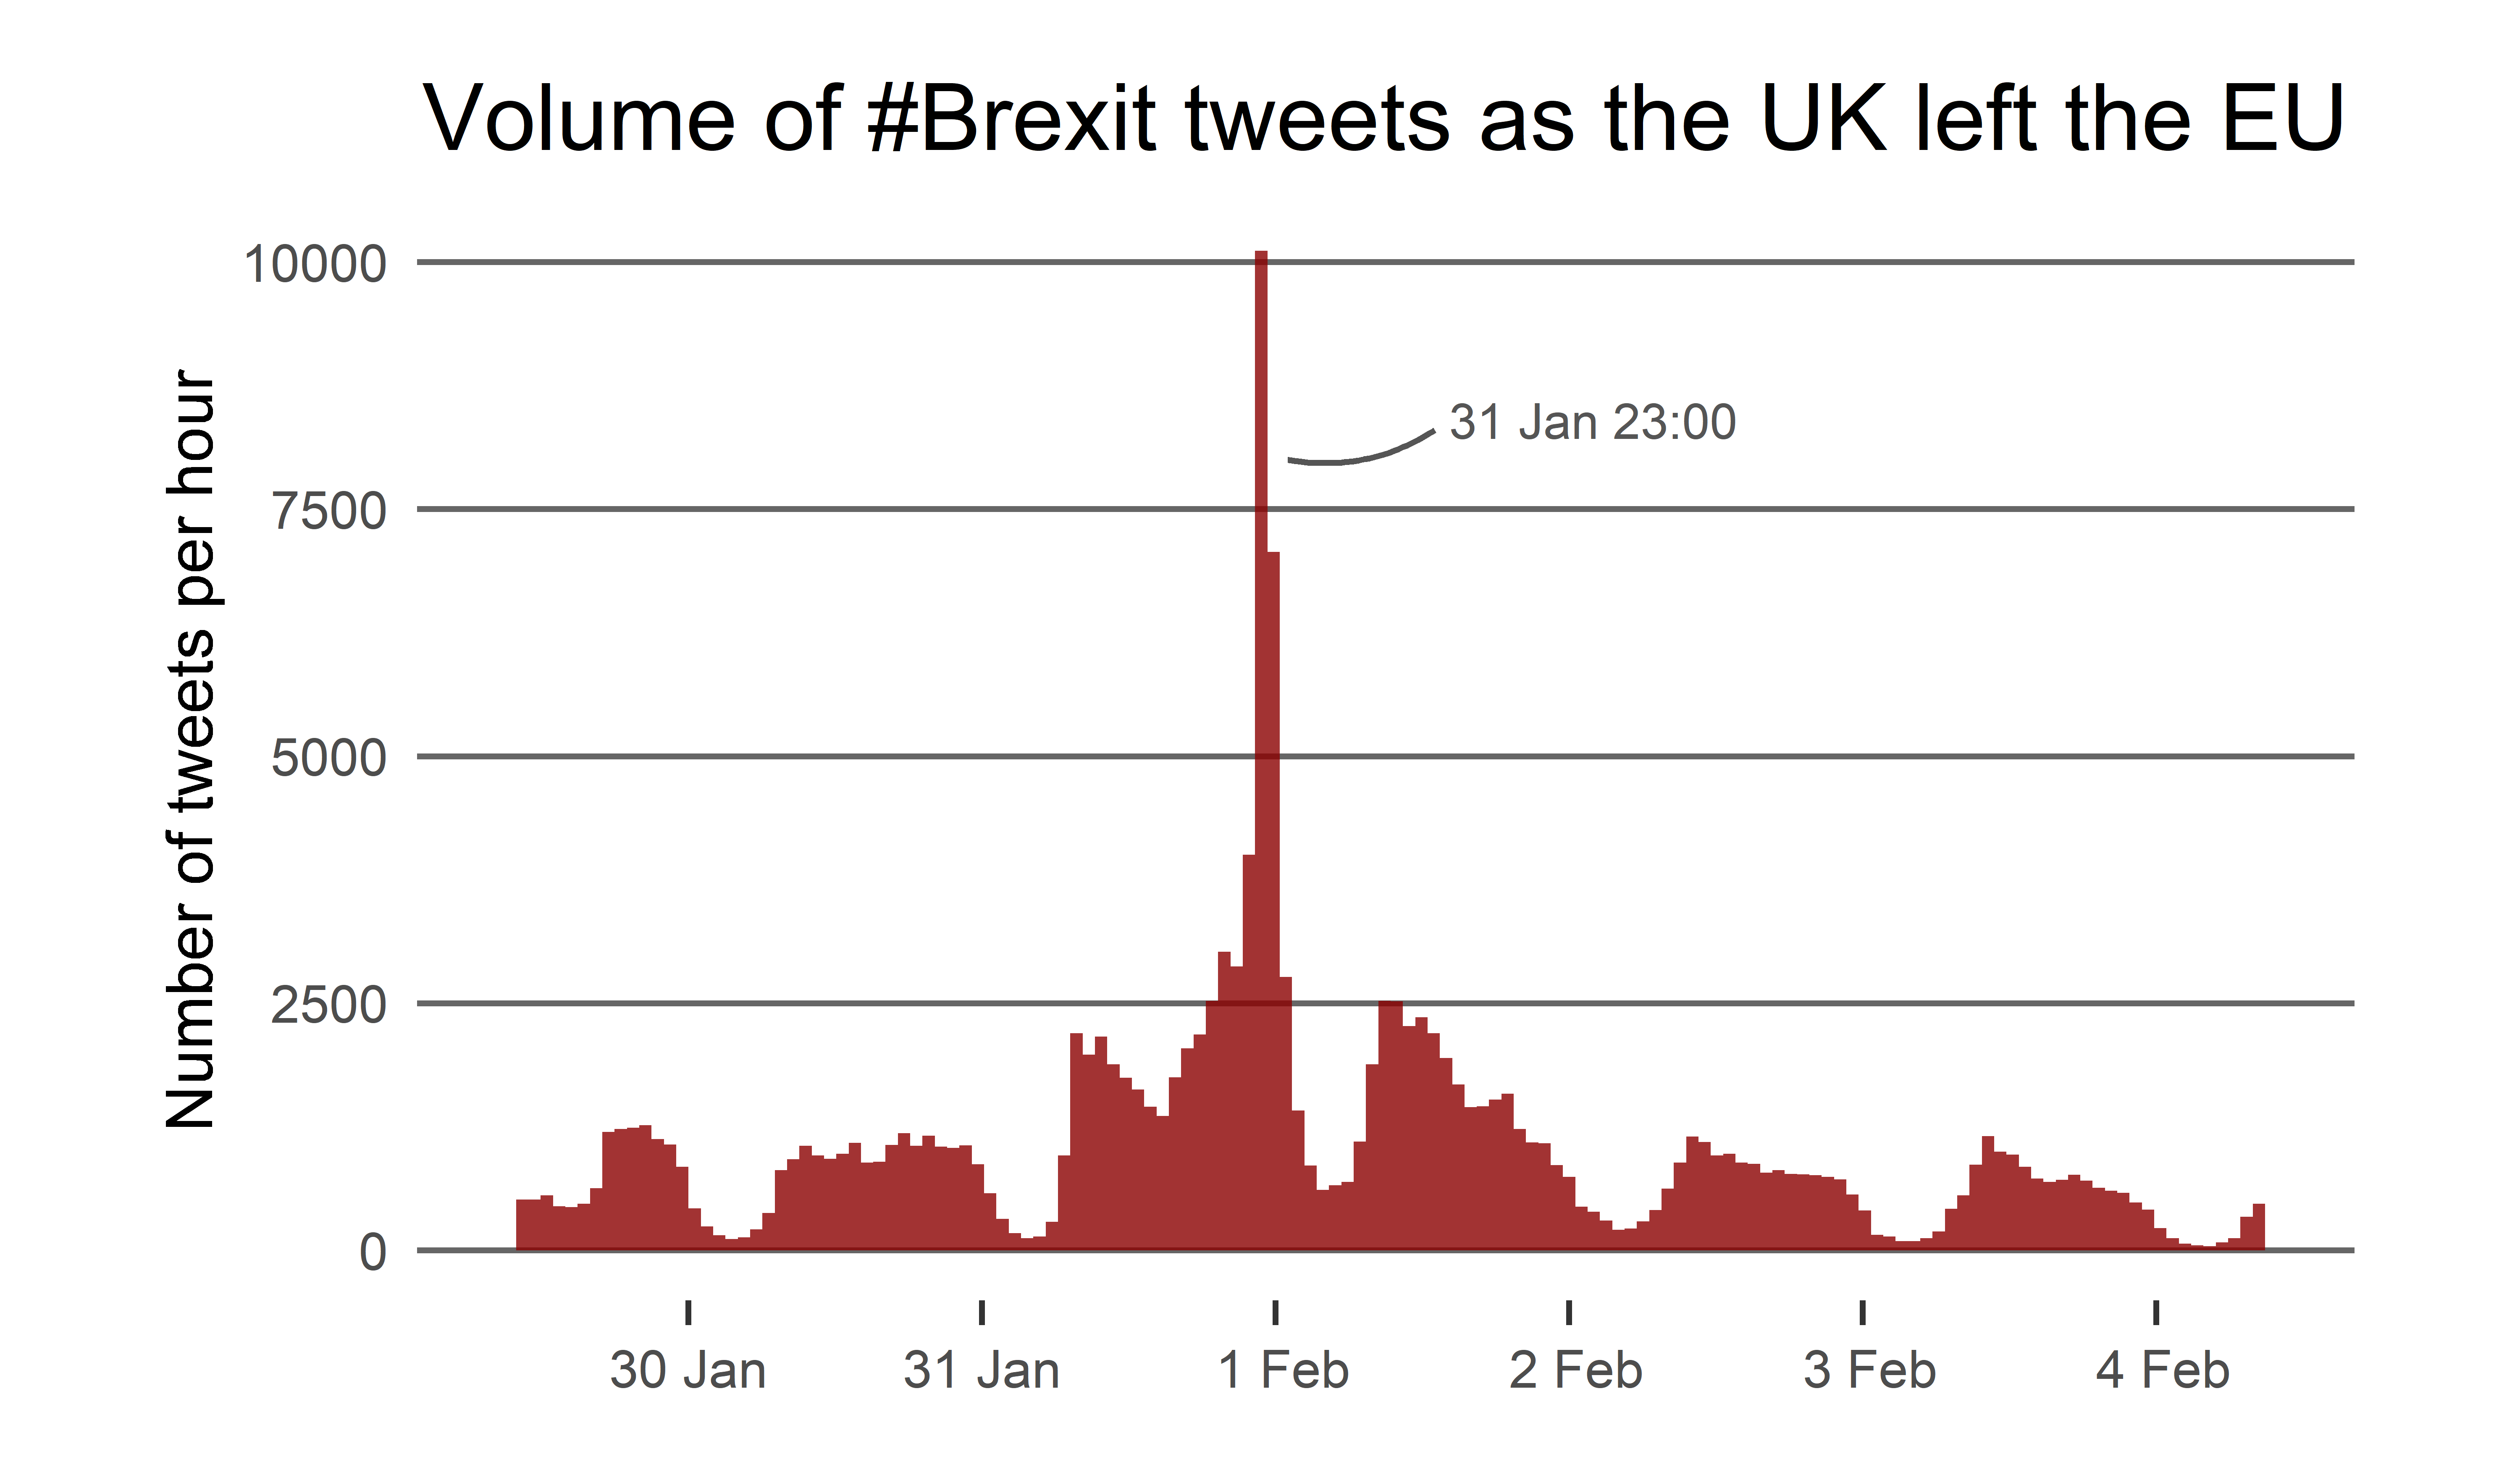 Volume of #Brexit tweets as the UK left the EU
Number of tweets per hour
10000
7500
5000
2500
0
31 Jan 23:00
30 Jan
31 Jan
1 Feb
2 Feb
3 Feb
4 Feb